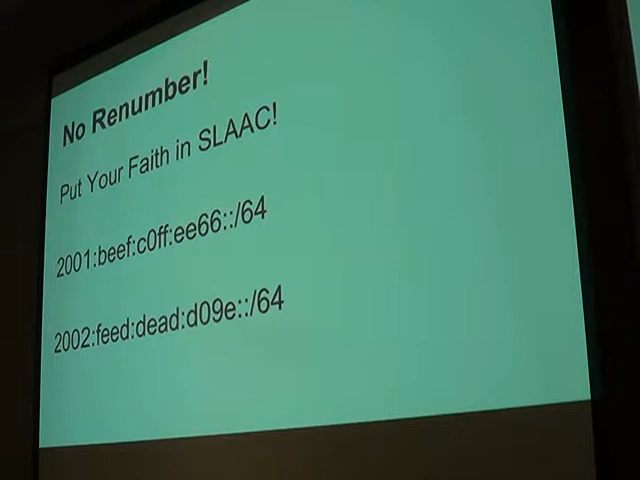 No Renumber!
Put Your Faith in SLAAC!
2001:beef:c0ff:ee66::/64
2002:feed:dead:d09e::/64